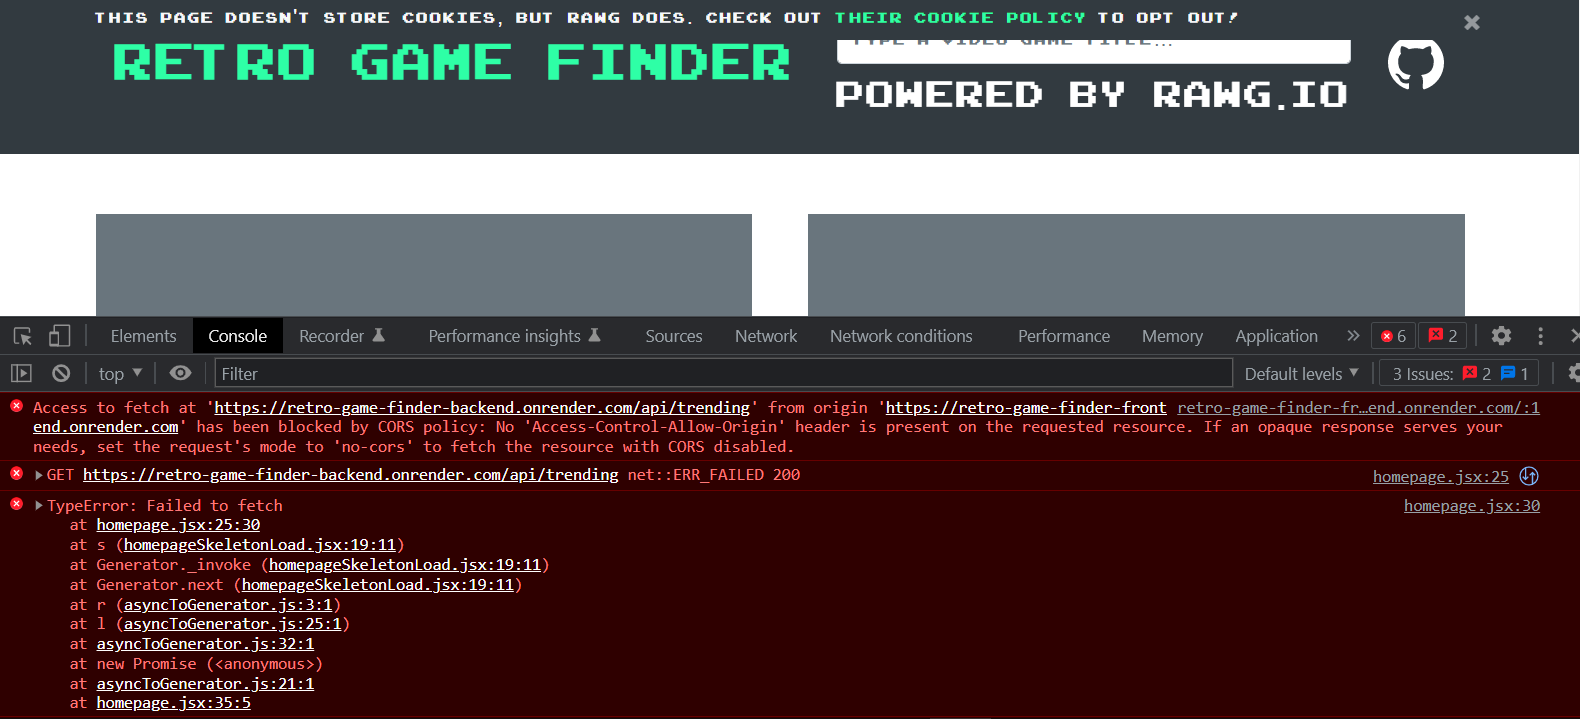 THIS PAGE DOESN'T STORE COOKIES, BUT RAWG DOES. CHECK OUT THEIR COOKIE POLICY TO OPT OUT!
RETRO GAME FINDER
TYPE A VIDEO GAME TITLE...
POWERED BY RAWG.IO
Elements Console Recorder Performance insights Sources Network Network conditions Performance Memory Application » 6 2
top Filter Default levels 3 Issues: 2 1
Access to fetch at 'https://retro-game-finder-backend.onrender.com/api/trending' from origin 'https://retro-game-finder-front retro-game-finder-fr…end.onrender.com/:1
end.onrender.com' has been blocked by CORS policy: No 'Access-Control-Allow-Origin' header is present on the requested resource. If an opaque response serves your
needs, set the request's mode to 'no-cors' to fetch the resource with CORS disabled.
GET https://retro-game-finder-backend.onrender.com/api/trending net::ERR_FAILED 200 homepage.jsx:25
TypeError: Failed to fetch homepage.jsx:30
at homepage.jsx:25:30
at s (homepageSkeletonLoad.jsx:19:11)
at Generator._invoke (homepageSkeletonLoad.jsx:19:11)
at Generator.next (homepageSkeletonLoad.jsx:19:11)
at r (asyncToGenerator.js:3:1)
at l (asyncToGenerator.js:25:1)
at asyncToGenerator.js:32:1
at new Promise (<anonymous>)
at asyncToGenerator.js:21:1
at homepage.jsx:35:5